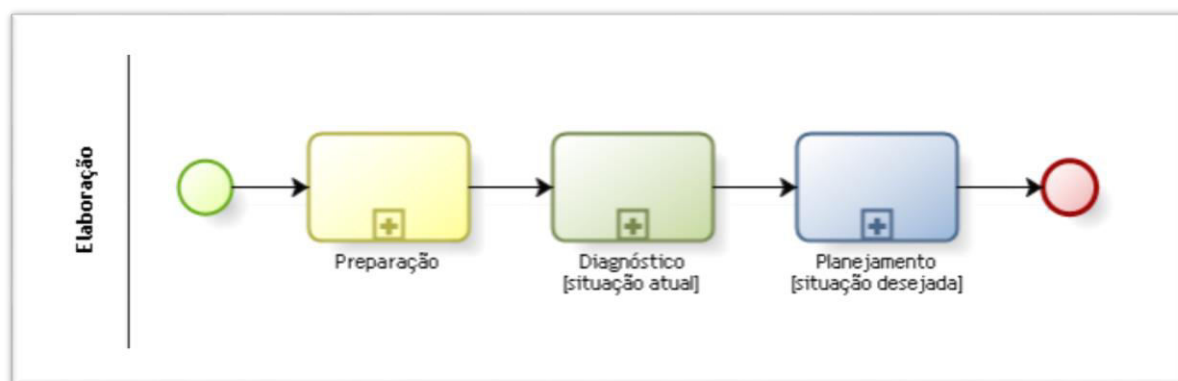 Elaboração
Preparação
Diagnóstico
[situação atual]
Planejamento
[situação desejada]